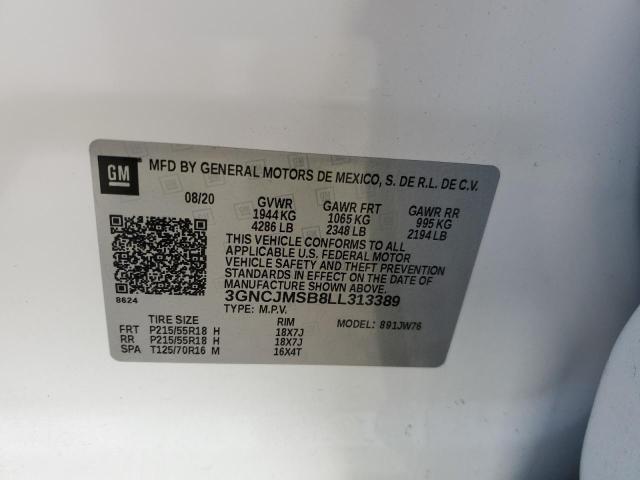 GM MFD BY GENERAL MOTORS DE MEXICO, S. DE R.L. DE C.V.
08/20 GVWR GAWR FRT GAWR RR
1944 KG 1065 KG 995 KG
4286 LB 2348 LB 2194 LB
THIS VEHICLE CONFORMS TO ALL
APPLICABLE U.S. FEDERAL MOTOR
VEHICLE SAFETY AND THEFT
PREVENTION STANDARDS IN EFFECT
ON THE DATE OF MANUFACTURE
SHOWN ABOVE.
3GNCJMSB8LL313389
8624
TYPE: M.P.V.
TIRE SIZE RIM MODEL: 891JW76
FRT P215/55R18 H 18X7J
RR P215/55R18 H 18X7J
SPA T125/70R16 M 16X4T